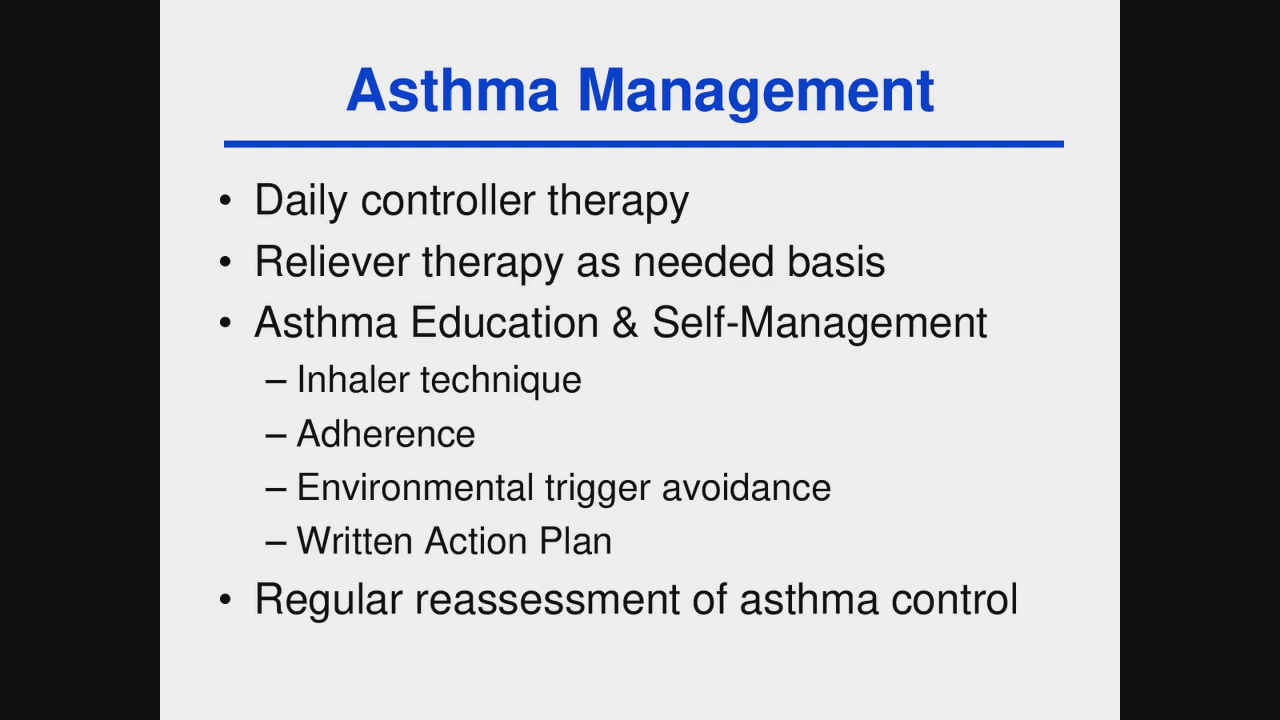 Asthma Management
• Daily controller therapy
• Reliever therapy as needed basis
• Asthma Education & Self-Management
– Inhaler technique
– Adherence
– Environmental trigger avoidance
– Written Action Plan
• Regular reassessment of asthma control